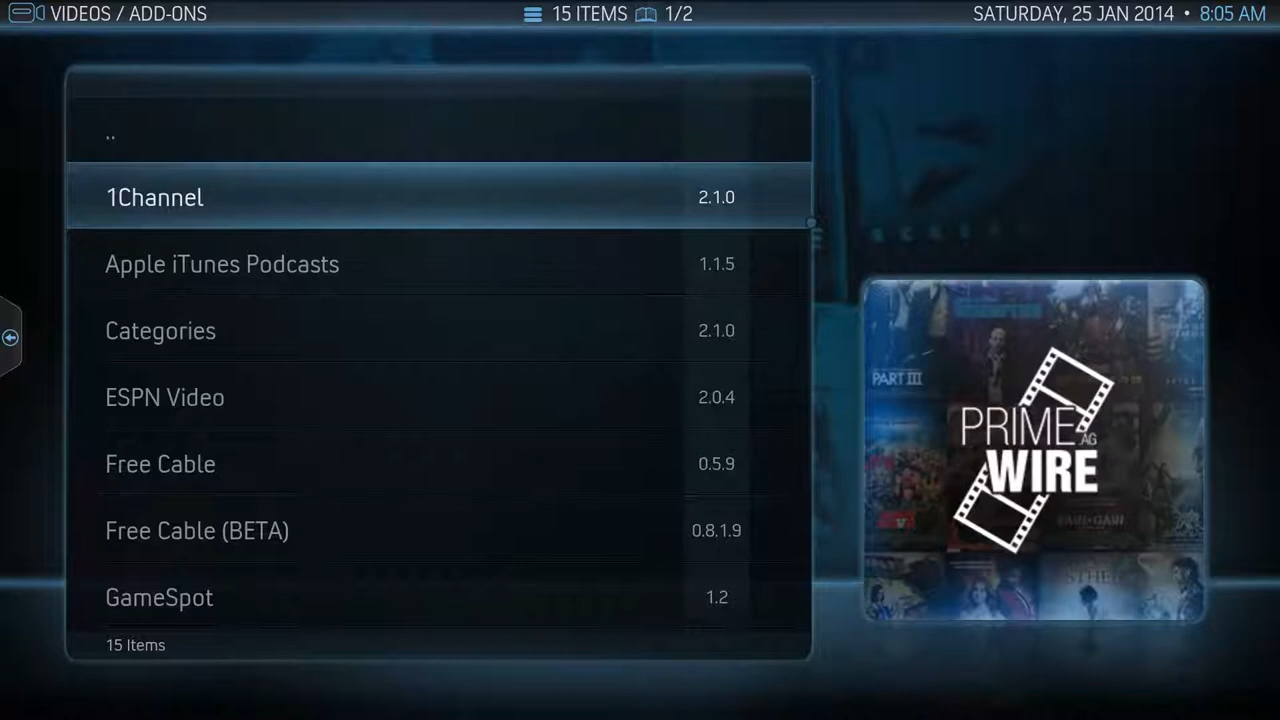 VIDEOS / ADD-ONS
15 ITEMS 1/2
SATURDAY, 25 JAN 2014 • 8:05 AM
..
1Channel 2.1.0
Apple iTunes Podcasts 1.1.5
Categories 2.1.0
ESPN Video 2.0.4
Free Cable 0.5.9
Free Cable (BETA) 0.8.1.9
GameSpot 1.2
15 Items
PART III
PRIME
.AG
WIRE